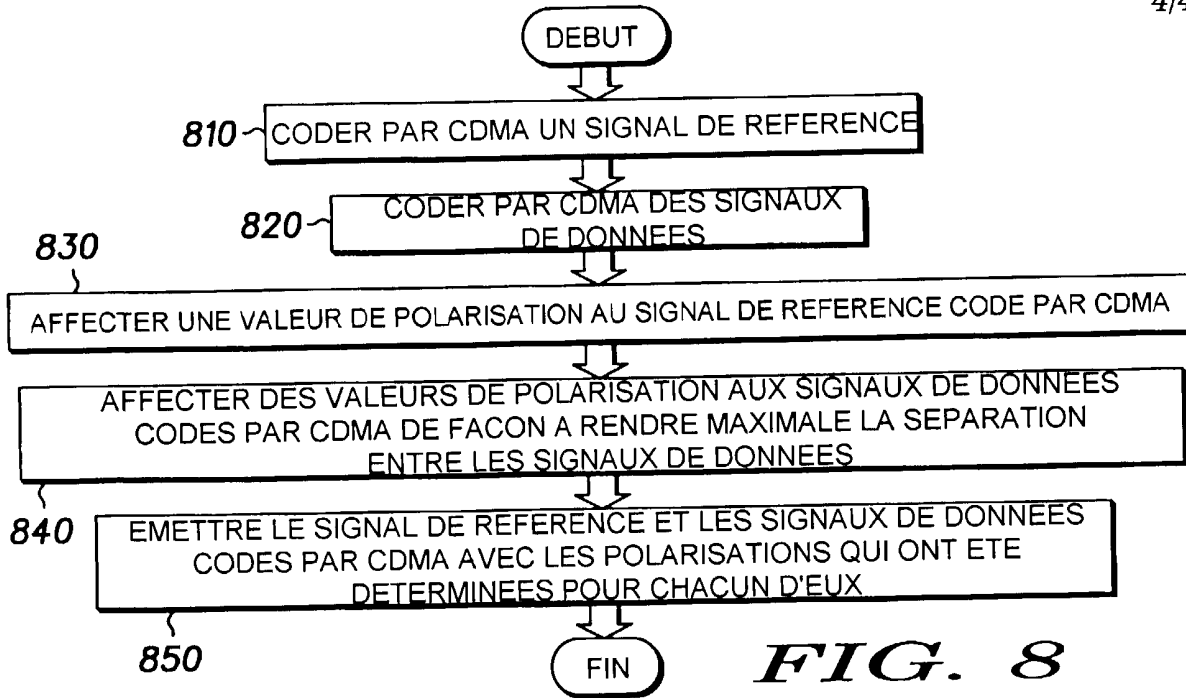 4/4
DEBUT
810
CODER PAR CDMA UN SIGNAL DE REFERENCE
820
CODER PAR CDMA DES SIGNAUX
DE DONNEES
830
AFFECTER UNE VALEUR DE POLARISATION AU SIGNAL DE REFERENCE CODE PAR CDMA
AFFECTER DES VALEURS DE POLARISATION AUX SIGNAUX DE DONNEES
CODES PAR CDMA DE FACON A RENDRE MAXIMALE LA SEPARATION
ENTRE LES SIGNAUX DE DONNEES
840
EMETTRE LE SIGNAL DE REFERENCE ET LES SIGNAUX DE DONNEES
CODES PAR CDMA AVEC LES POLARISATIONS QUI ONT ETE
DETERMINEES POUR CHACUN D'EUX
850
FIN
FIG. 8